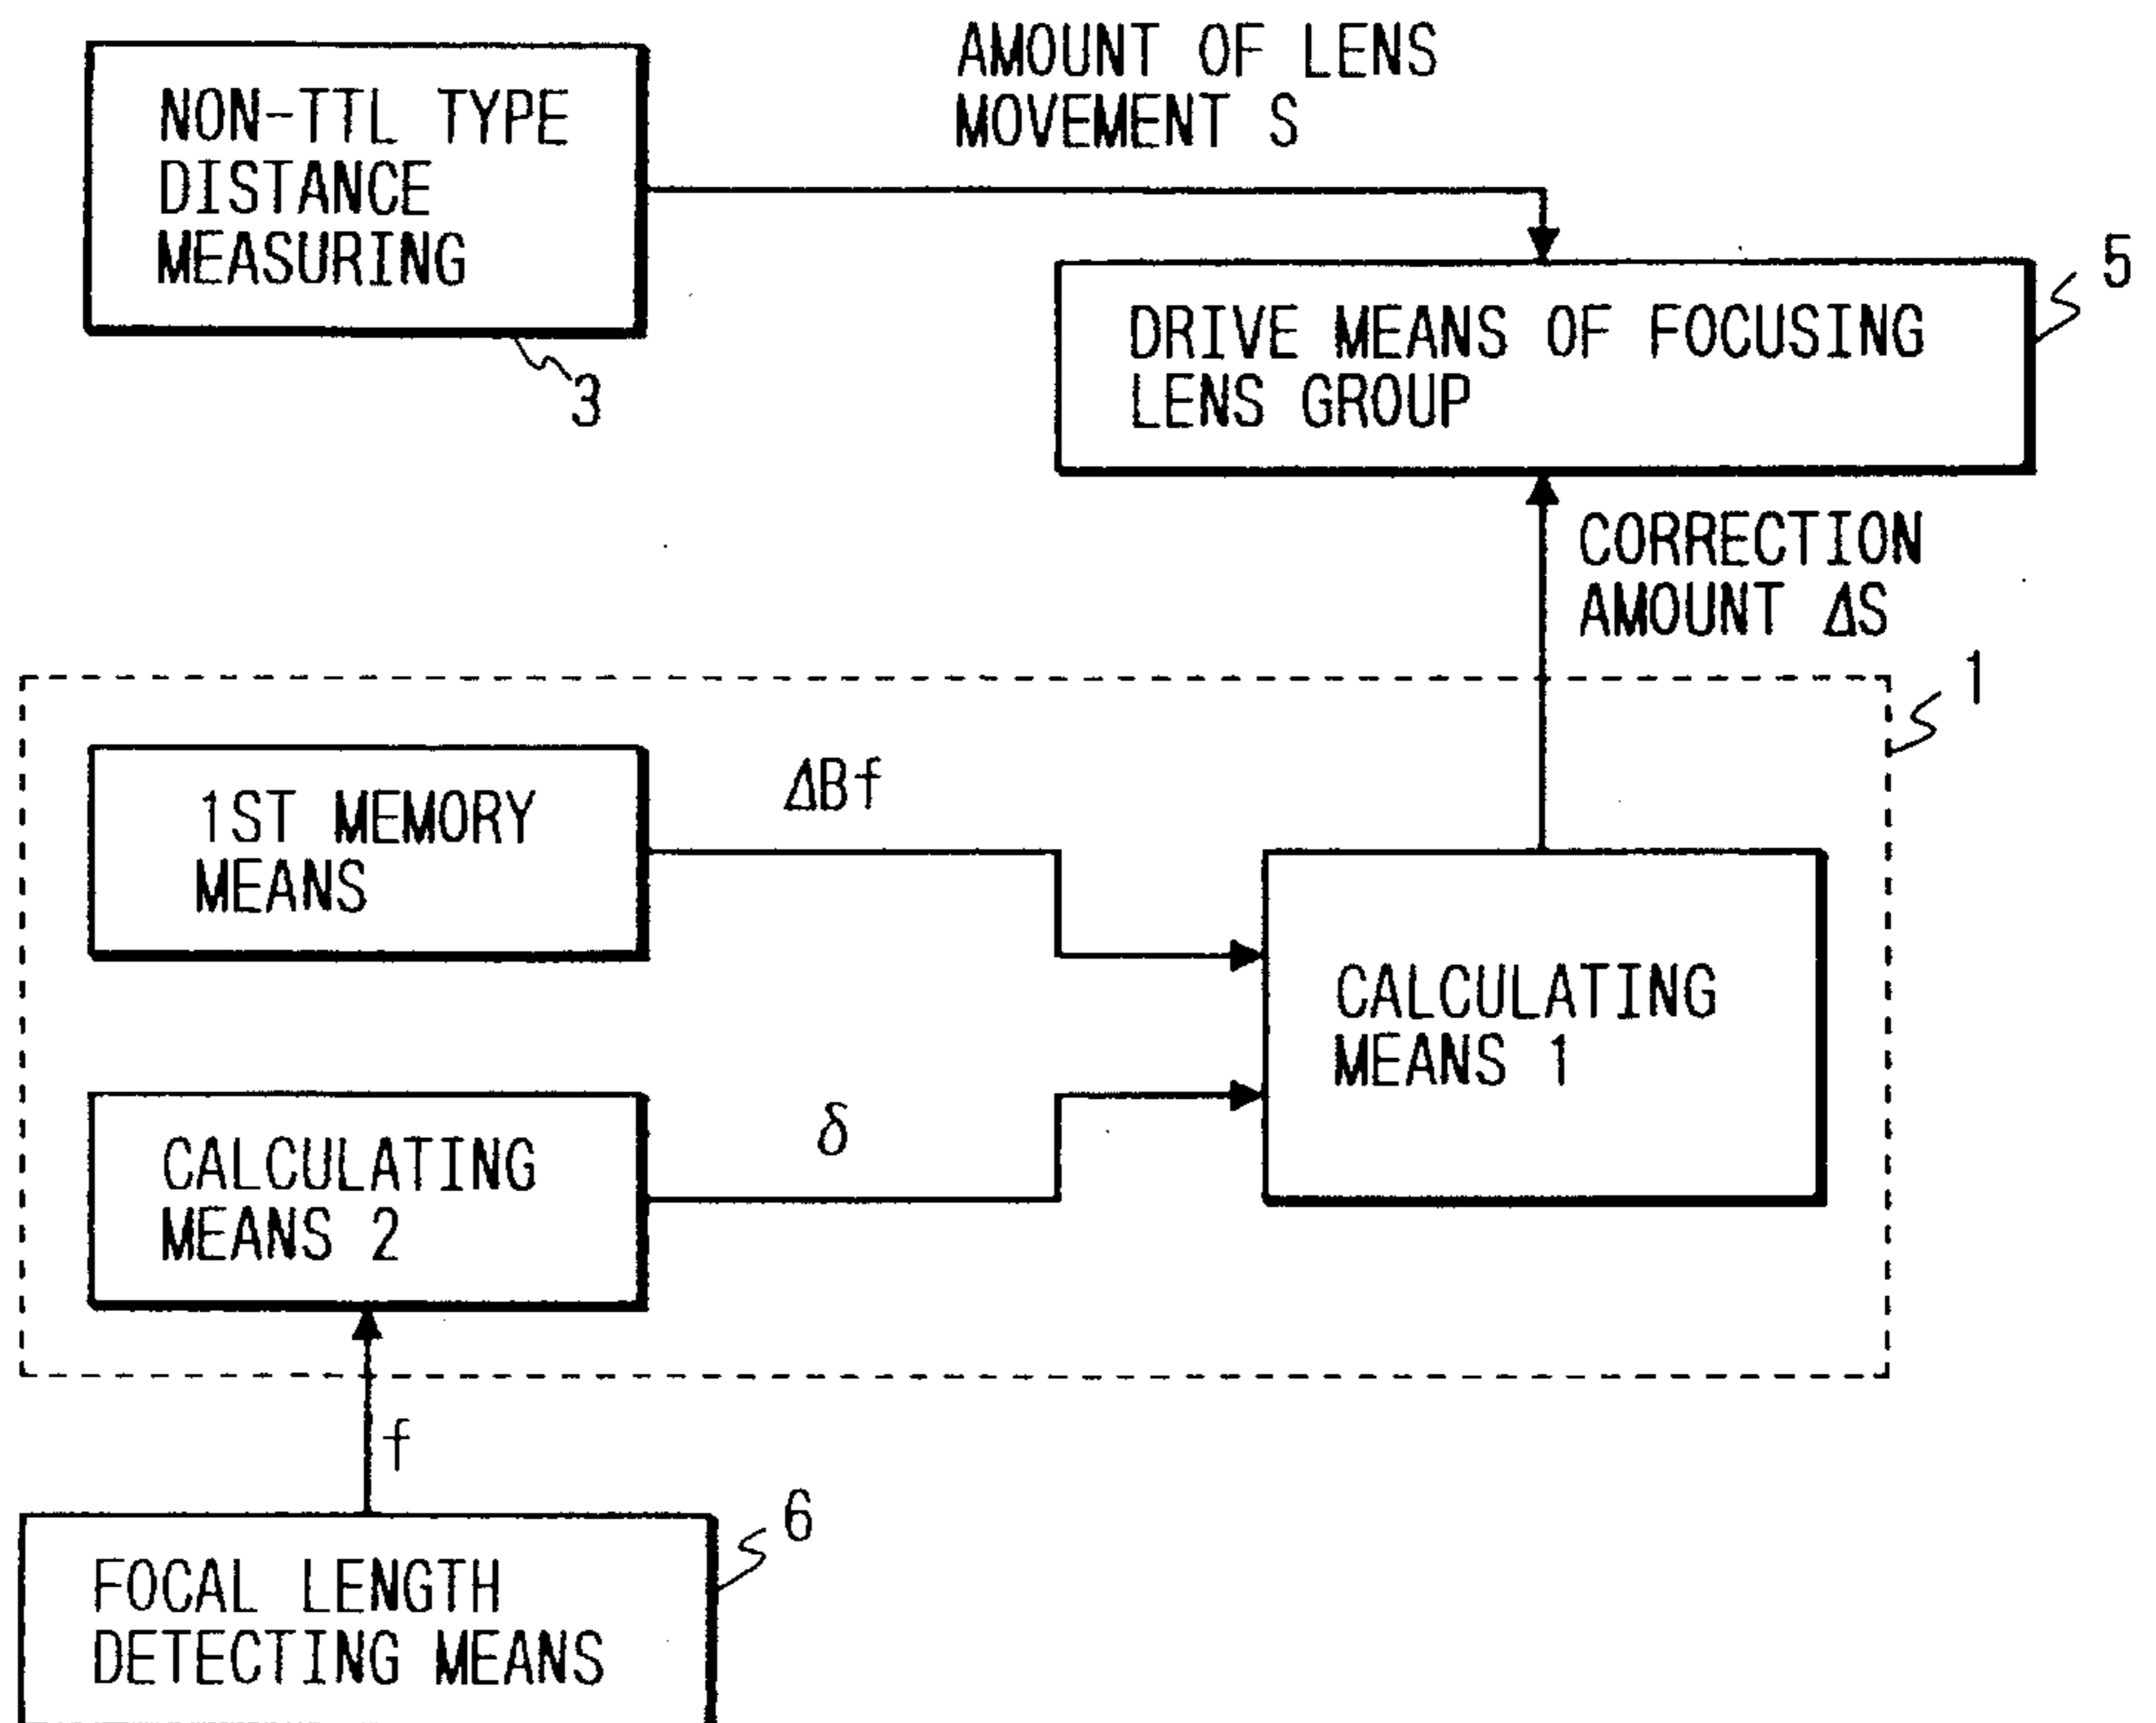 AMOUNT OF LENS
MOVEMENT S
NON-TTL TYPE
DISTANCE
MEASURING
3
5
DRIVE MEANS OF FOCUSING
LENS GROUP
CORRECTION
AMOUNT ΔS
1
1ST MEMORY
MEANS
ΔBf
CALCULATING
MEANS 1
CALCULATING
MEANS 2
δ
f
6
FOCAL LENGTH
DETECTING MEANS